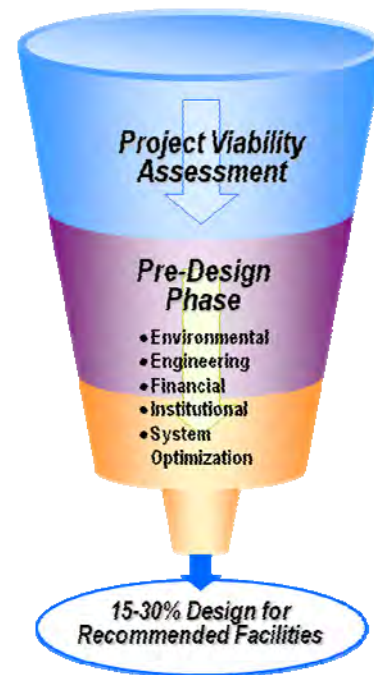 Project Viability
Assessment
Pre-Design
Phase
•Environmental
•Engineering
•Financial
•Institutional
•System
Optimization
15-30% Design for
Recommended Facilities